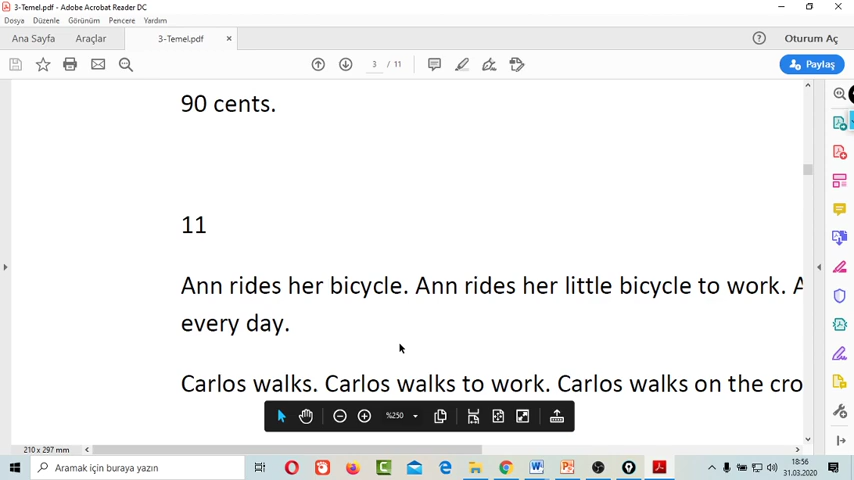 3-Temel.pdf - Adobe Acrobat Reader DC
Dosya Düzenle Görünüm Pencere Yardım
Ana Sayfa Araçlar 3-Temel.pdf × Oturum Aç
3 / 11 Paylaş
90 cents.
11
Ann rides her bicycle. Ann rides her little bicycle to work. A
every day.
Carlos walks. Carlos walks to work. Carlos walks on the cro
%250
210 x 297 mm
Aramak için buraya yazın
18:56
31.03.2020